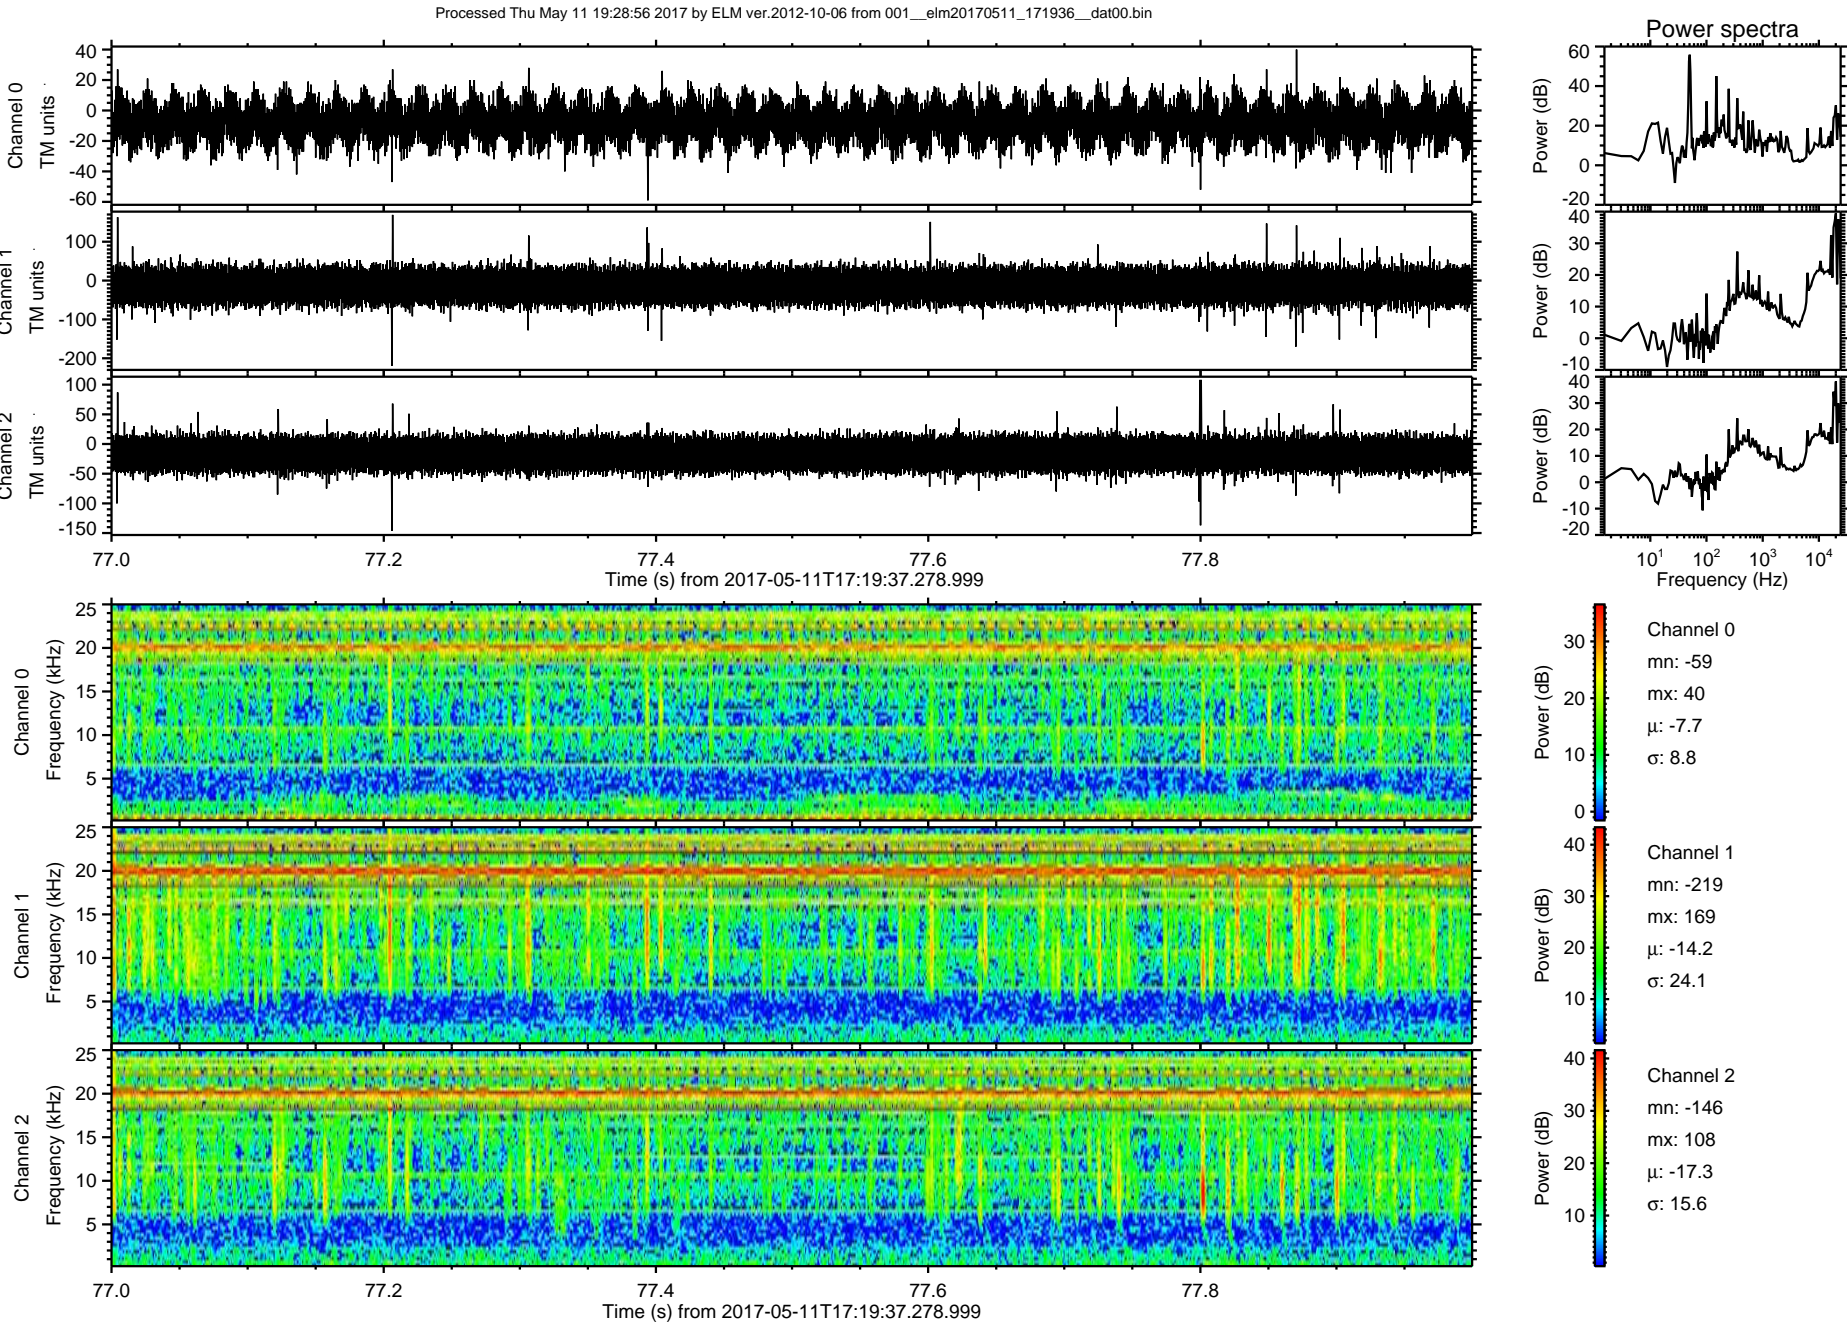 Processed Thu May 11 19:28:56 2017 by ELM ver.2012-10-06 from 001__elm20170511_171936__dat00.bin
Power spectra
Channel 0
TM units
40
20
0
-20
-40
-60
Power (dB)
60
40
20
0
-20
Channel 1
TM units
100
0
-100
-200
Power (dB)
40
30
20
10
0
-10
Channel 2
TM units
100
50
0
-50
-100
-150
Power (dB)
40
30
20
10
0
-10
-20
77.0 77.2 77.4 77.6 77.8
Time (s) from 2017-05-11T17:19:37.278.999
10¹ 10² 10³ 10⁴
Frequency (Hz)
Channel 0
Frequency (kHz)
25
20
15
10
5
Power (dB)
30
20
10
0
Channel 0
mn: -59
mx: 40
μ: -7.7
σ: 8.8
Channel 1
Frequency (kHz)
25
20
15
10
5
Power (dB)
40
30
20
10
Channel 1
mn: -219
mx: 169
μ: -14.2
σ: 24.1
Channel 2
Frequency (kHz)
25
20
15
10
5
Power (dB)
40
30
20
10
Channel 2
mn: -146
mx: 108
μ: -17.3
σ: 15.6
77.0 77.2 77.4 77.6 77.8
Time (s) from 2017-05-11T17:19:37.278.999